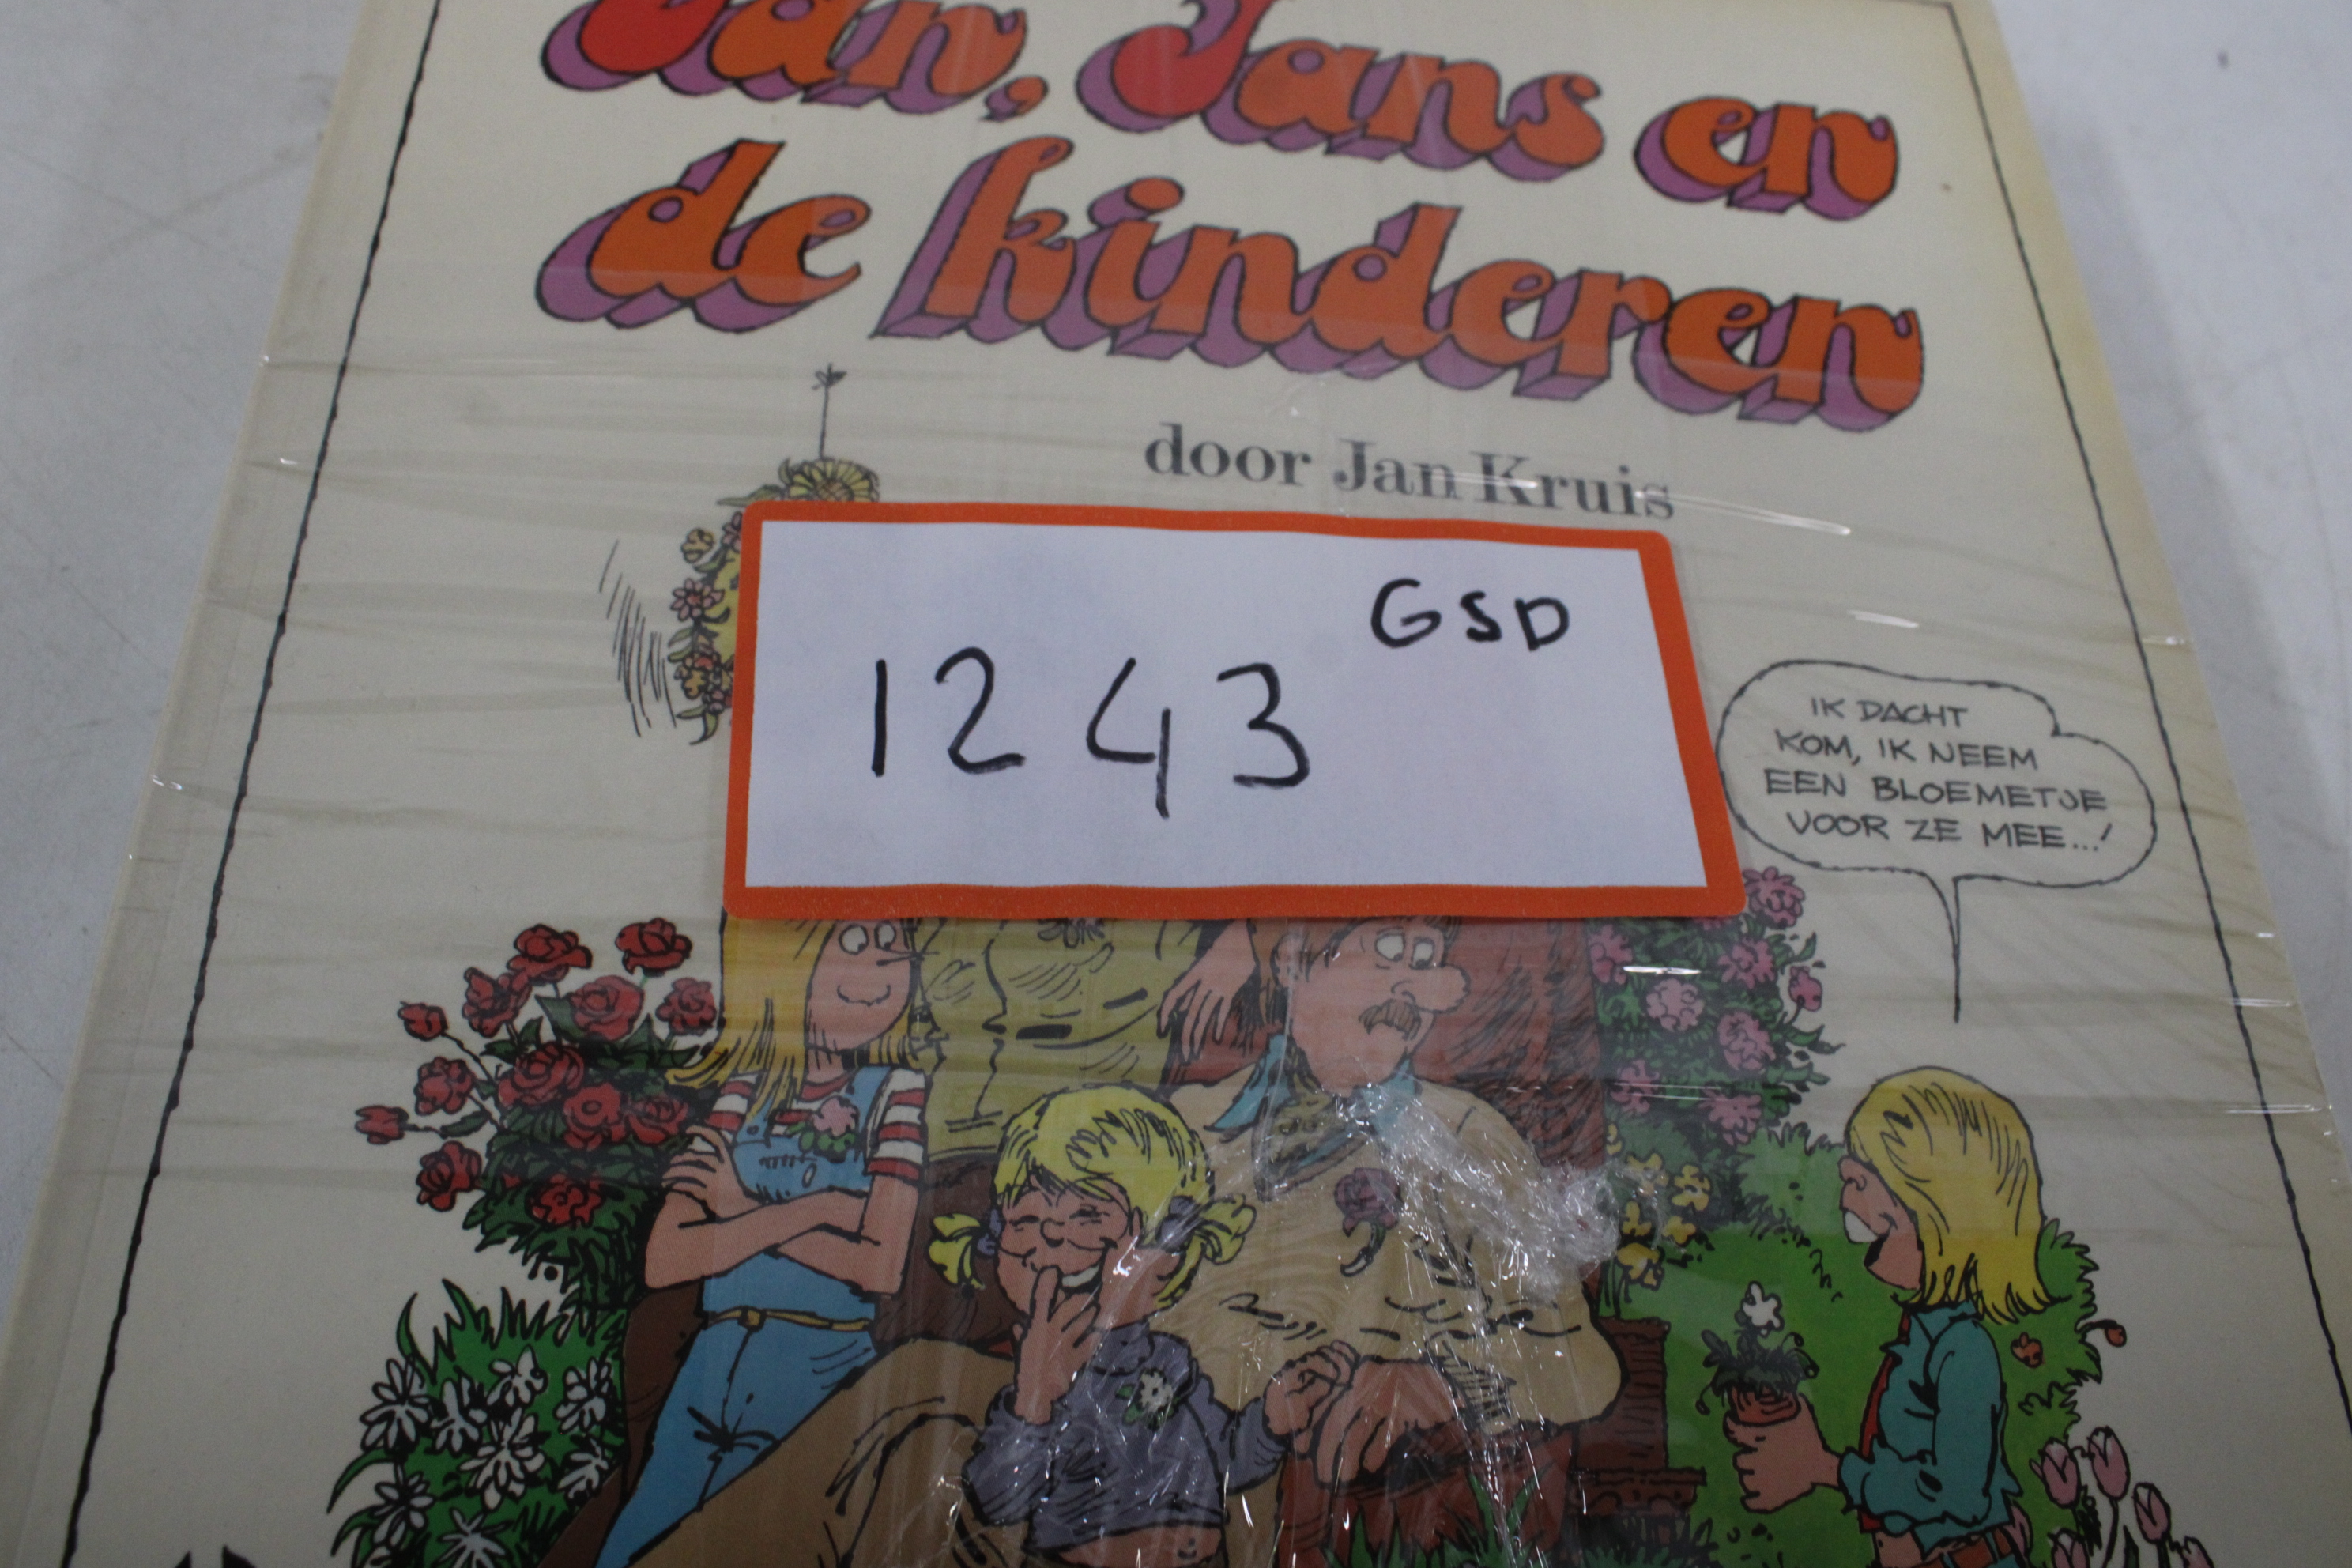 Jan, Jans en
de kinderen
door Jan Kruis
GSD
1243
IK DACHT
KOM, IK NEEM
EEN BLOEMETJE
VOOR ZE MEE...!